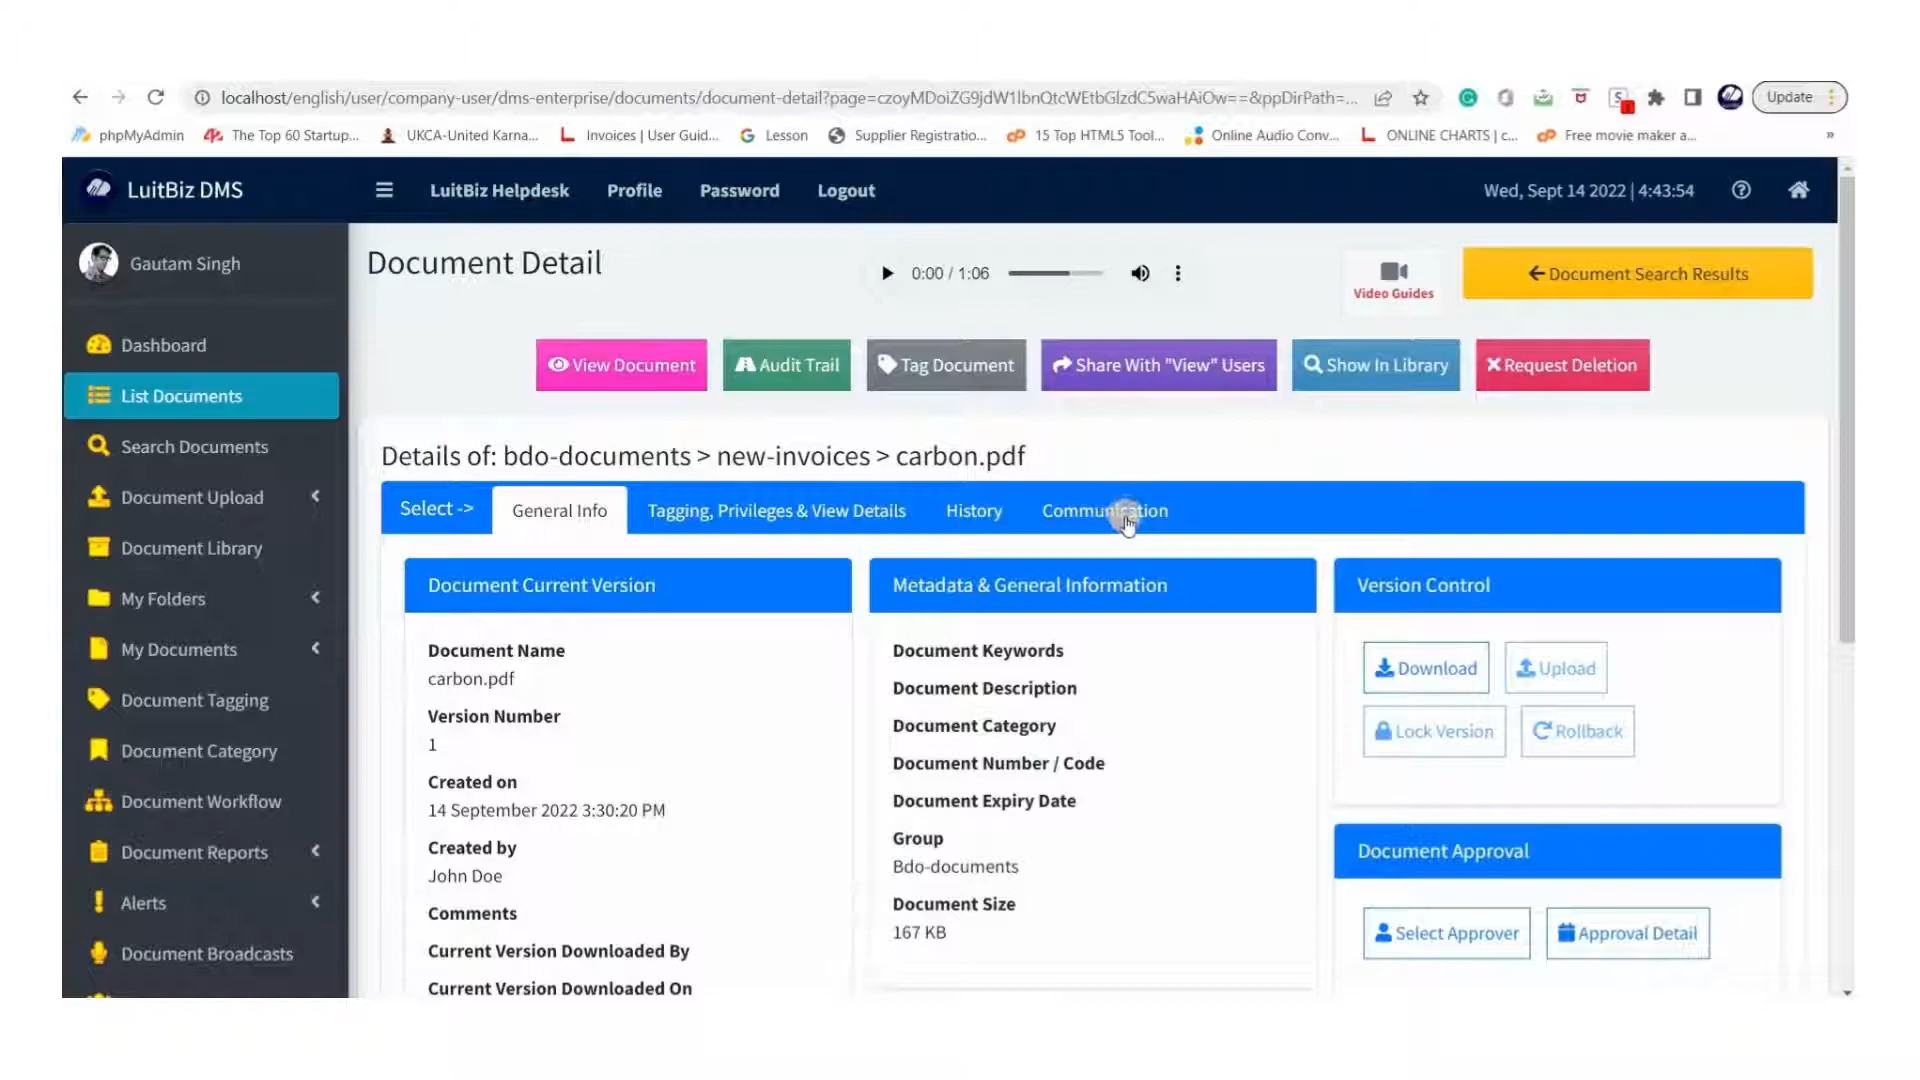 localhost/english/user/company-user/dms-enterprise/documents/document-detail?page=czoyMDoiZG9jdW1lbnQtcWEtbGlzdC5waHAiOw==&ppDirPath=...
Update
phpMyAdmin The Top 60 Startup... UKCA-United Karna... Invoices | User Guid... Lesson Supplier Registratio... 15 Top HTML5 Tool... Online Audio Conv... ONLINE CHARTS | c... Free movie maker a... »
LuitBiz DMS
LuitBiz Helpdesk Profile Password Logout
Wed, Sept 14 2022 | 4:43:54
Gautam Singh
Dashboard
List Documents
Search Documents
Document Upload
Document Library
My Folders
My Documents
Document Tagging
Document Category
Document Workflow
Document Reports
Alerts
Document Broadcasts
Document Detail
0:00 / 1:06
Video Guides
Document Search Results
View Document Audit Trail Tag Document Share With "View" Users Show In Library Request Deletion
Details of: bdo-documents > new-invoices > carbon.pdf
Select -> General Info Tagging, Privileges & View Details History Communication
Document Current Version
Document Name
carbon.pdf
Version Number
1
Created on
14 September 2022 3:30:20 PM
Created by
John Doe
Comments
Current Version Downloaded By
Current Version Downloaded On
Metadata & General Information
Document Keywords
Document Description
Document Category
Document Number / Code
Document Expiry Date
Group
Bdo-documents
Document Size
167 KB
Version Control
Download Upload
Lock Version Rollback
Document Approval
Select Approver Approval Detail